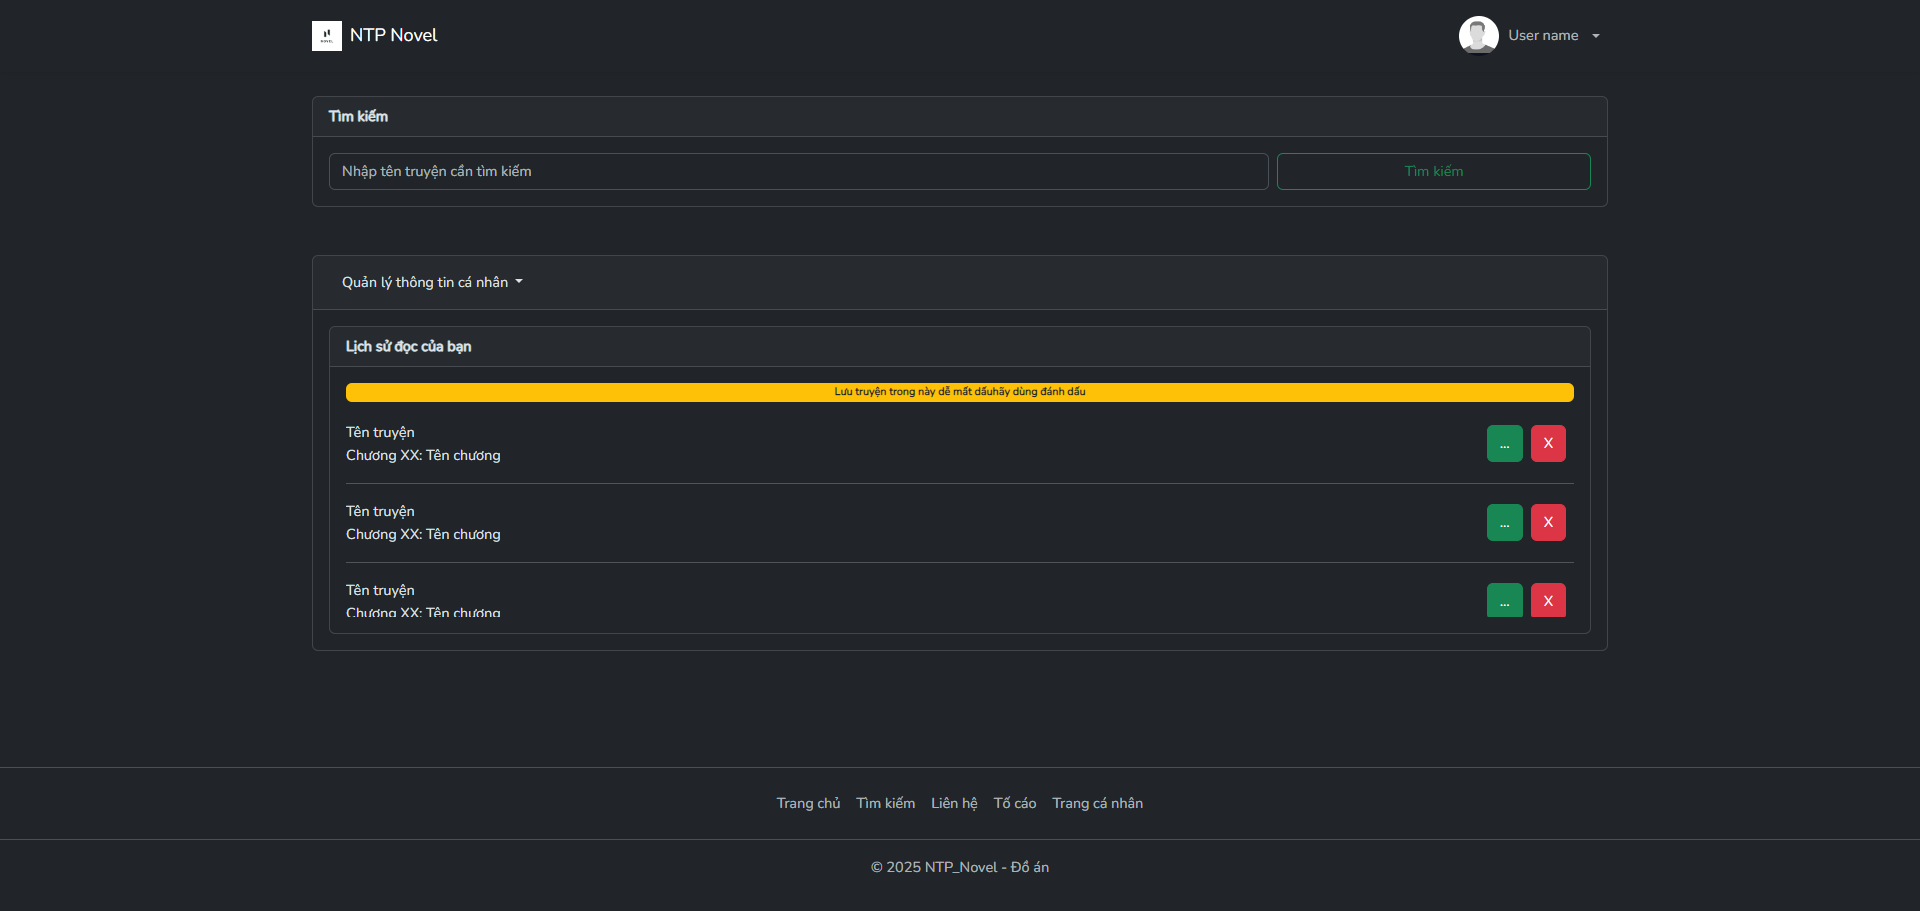 NTP Novel
User name
Tìm kiếm
Nhập tên truyện cần tìm kiếm
Tìm kiếm
Quản lý thông tin cá nhân
Lịch sử đọc của bạn
Lưu truyện trong này dễ mất dấuhãy dùng đánh dấu
Tên truyện
Chương XX: Tên chương
...
X
Tên truyện
Chương XX: Tên chương
...
X
Tên truyện
Chương XX: Tên chương
...
X
Trang chủ Tìm kiếm Liên hệ Tố cáo Trang cá nhân
© 2025 NTP_Novel - Đồ án